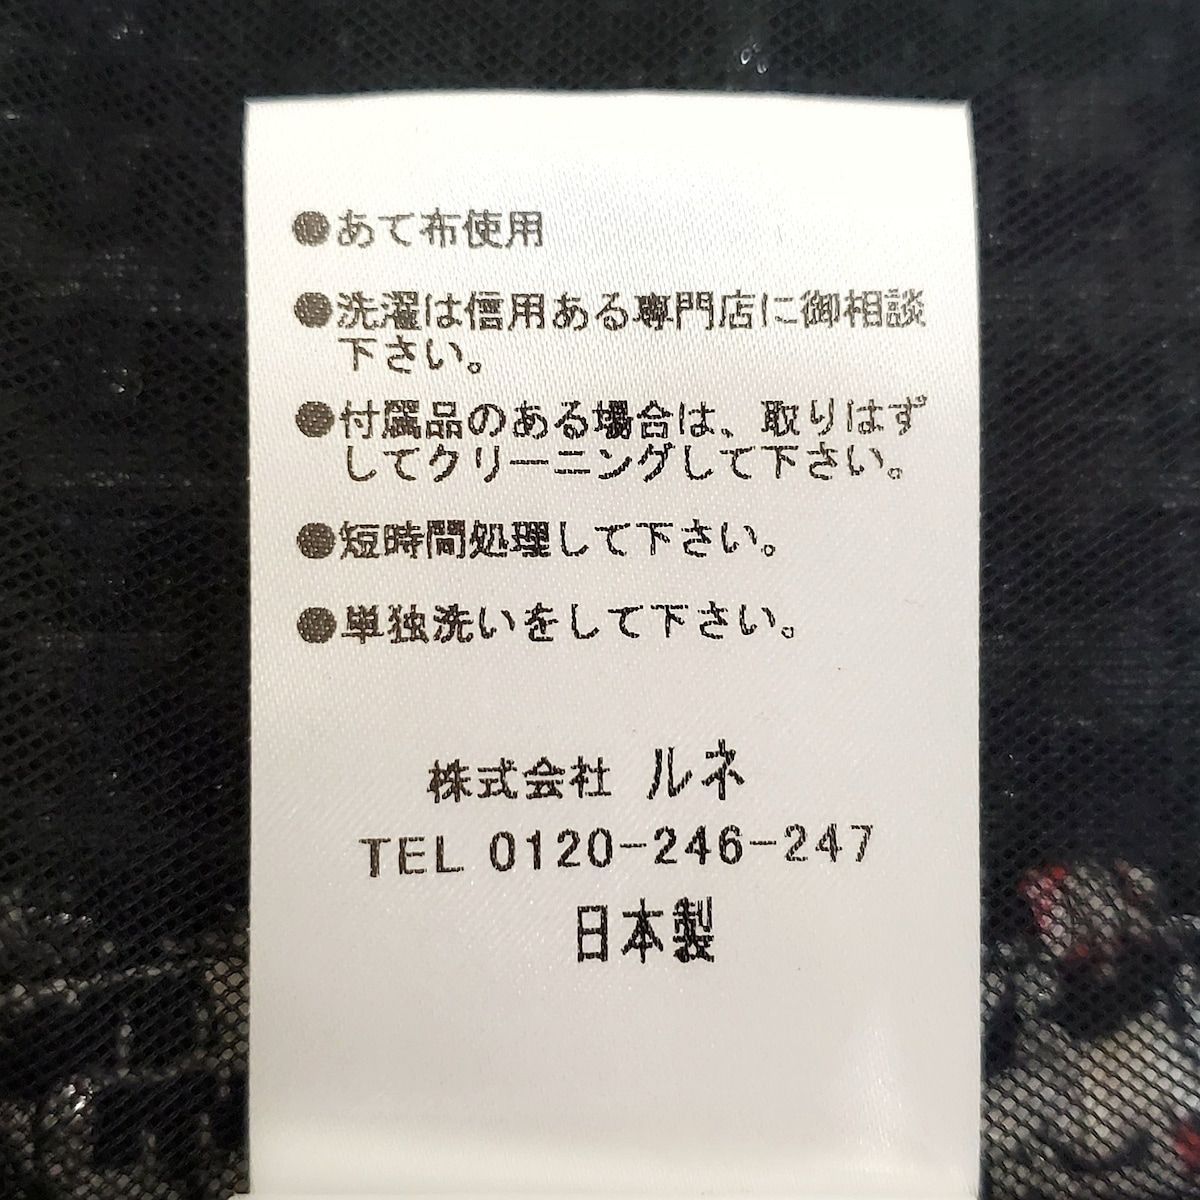 ●あて布使用
●洗濯は信用ある専門店に御相談
下さい。
●付属品のある場合は、取りはず
してクリーニングして下さい。
●短時間処理して下さい。
●単独洗いをして下さい。
株式会社 ルネ
TEL 0120-246-247
日本製